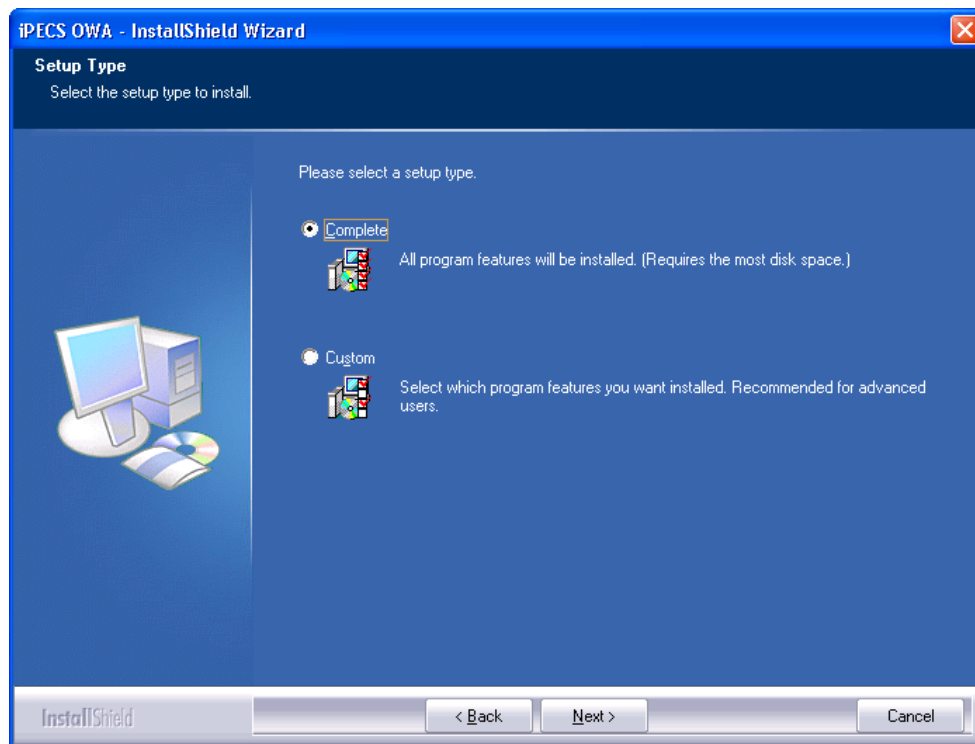 iPECS OWA - InstallShield Wizard
Setup Type
Select the setup type to install.
Please select a setup type.
Complete
All program features will be installed. (Requires the most disk space.)
Custom
Select which program features you want installed. Recommended for advanced
users.
InstallShield
< Back
Next >
Cancel